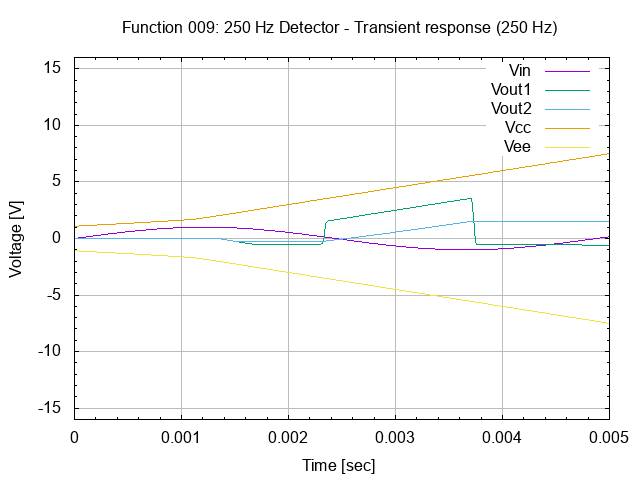 Function 009: 250 Hz Detector - Transient response (250 Hz)
Vin
Vout1
Vout2
Vcc
Vee
15
10
5
0
-5
-10
-15
Voltage [V]
0 0.001 0.002 0.003 0.004 0.005
Time [sec]